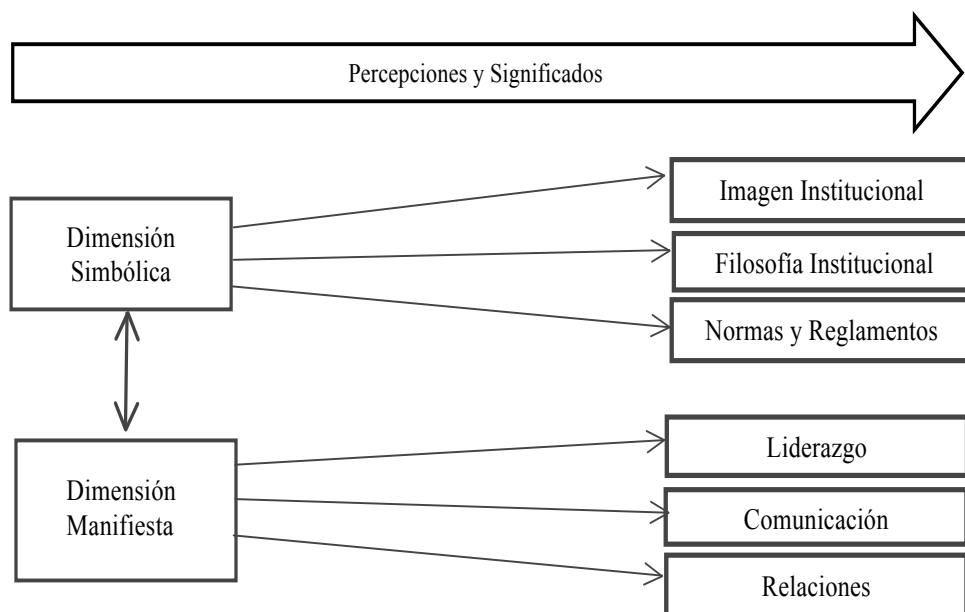 Percepciones y Significados
Imagen Institucional
Dimensión
Simbólica
Filosofía Institucional
Normas y Reglamentos
Liderazgo
Dimensión
Manifiesta
Comunicación
Relaciones